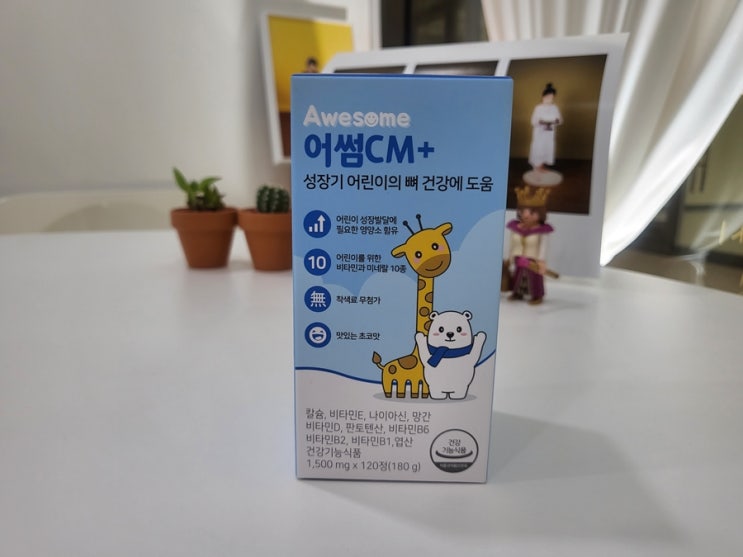 Awesome
어썸CM+
성장기 어린이의 뼈 건강에 도움
어린이 성장발달에
필요한 영양소 함유
10
어린이를 위한
비타민과 미네랄 10종
無
착색료 무첨가
맛있는 초코맛
칼슘, 비타민E, 나이아신, 망간
비타민D, 판토텐산, 비타민B6
비타민B2, 비타민B1,엽산
건강기능식품
1,500 mg x 120정(180 g)
건강
기능식품